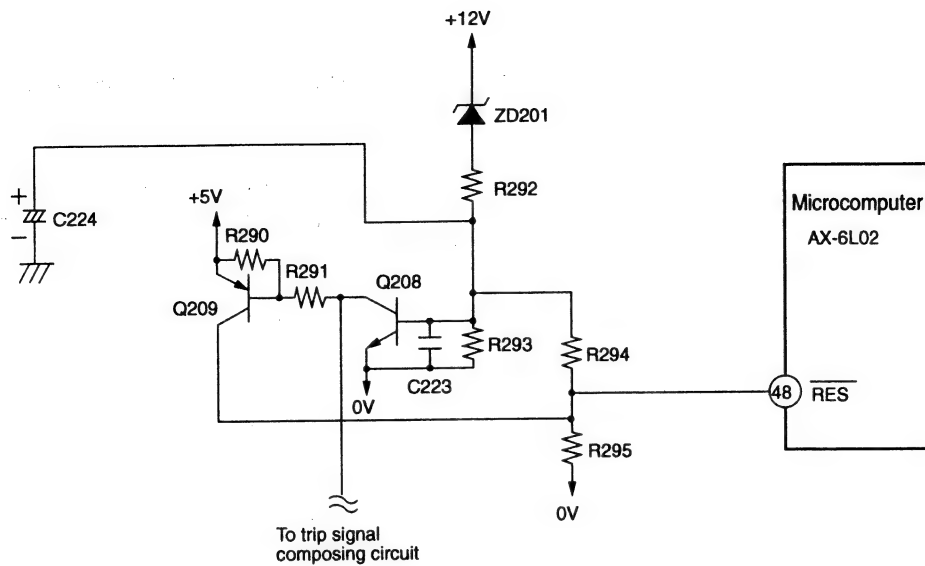 +12V
ZD201
R292
+
C224
−
+5V
R290
R291
Q208
Q209
R293
C223
0V
R294
R295
0V
Microcomputer
AX-6L02
48
RES
To trip signal
composing circuit